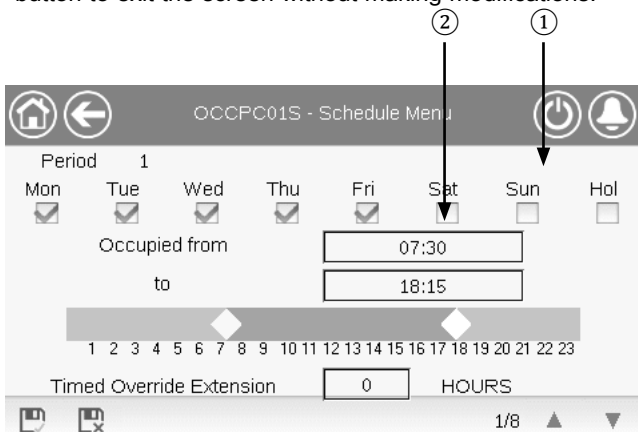 button to exit the screen without making modifications.
② ①
OCCPC01S - Schedule Menu
Period 1
Mon Tue Wed Thu Fri Sat Sun Hol
Occupied from 07:30
to 18:15
1 2 3 4 5 6 7 8 9 10 11 12 13 14 15 16 17 18 19 20 21 22 23
Timed Override Extension 0 HOURS
1/8